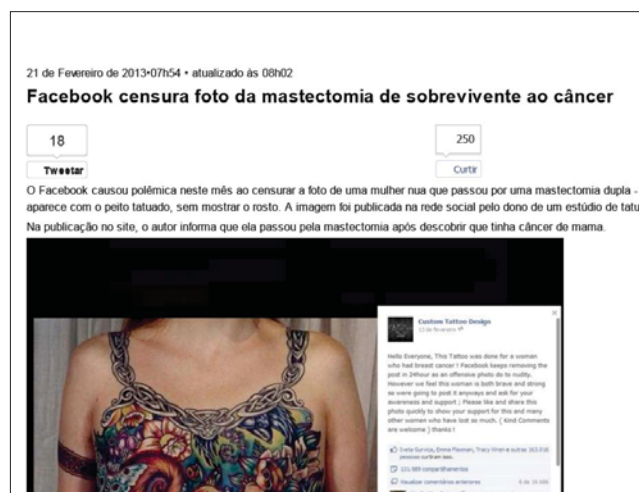 21 de Fevereiro de 2013•07h54 • atualizado às 08h02
Facebook censura foto da mastectomia de sobrevivente ao câncer
18
250
Tweetar
Curtir
O Facebook causou polêmica neste mês ao censurar a foto de uma mulher nua que passou por uma mastectomia dupla -
aparece com o peito tatuado, sem mostrar o rosto. A imagem foi publicada na rede social pelo dono de um estúdio de tatu
Na publicação no site, o autor informa que ela passou pela mastectomia após descobrir que tinha câncer de mama.
Custom Tattoo Design
Hello Everyone, This Tattoo was done for a woman
who had breast cancer ! Facebook keeps removing the
post in 24hour as an offensive photo do to nudity.
However we feel this woman is both brave and strong
so were going to post it anyways and ask for your
awareness and support ; Please like and share this
photo quickly to show your support for this and many
other women who have lost as much. ( kind Comments
are welcome ) thanks !
pessoas curtiram isso.
compartilhamentos
Visualizar comentários anteriores